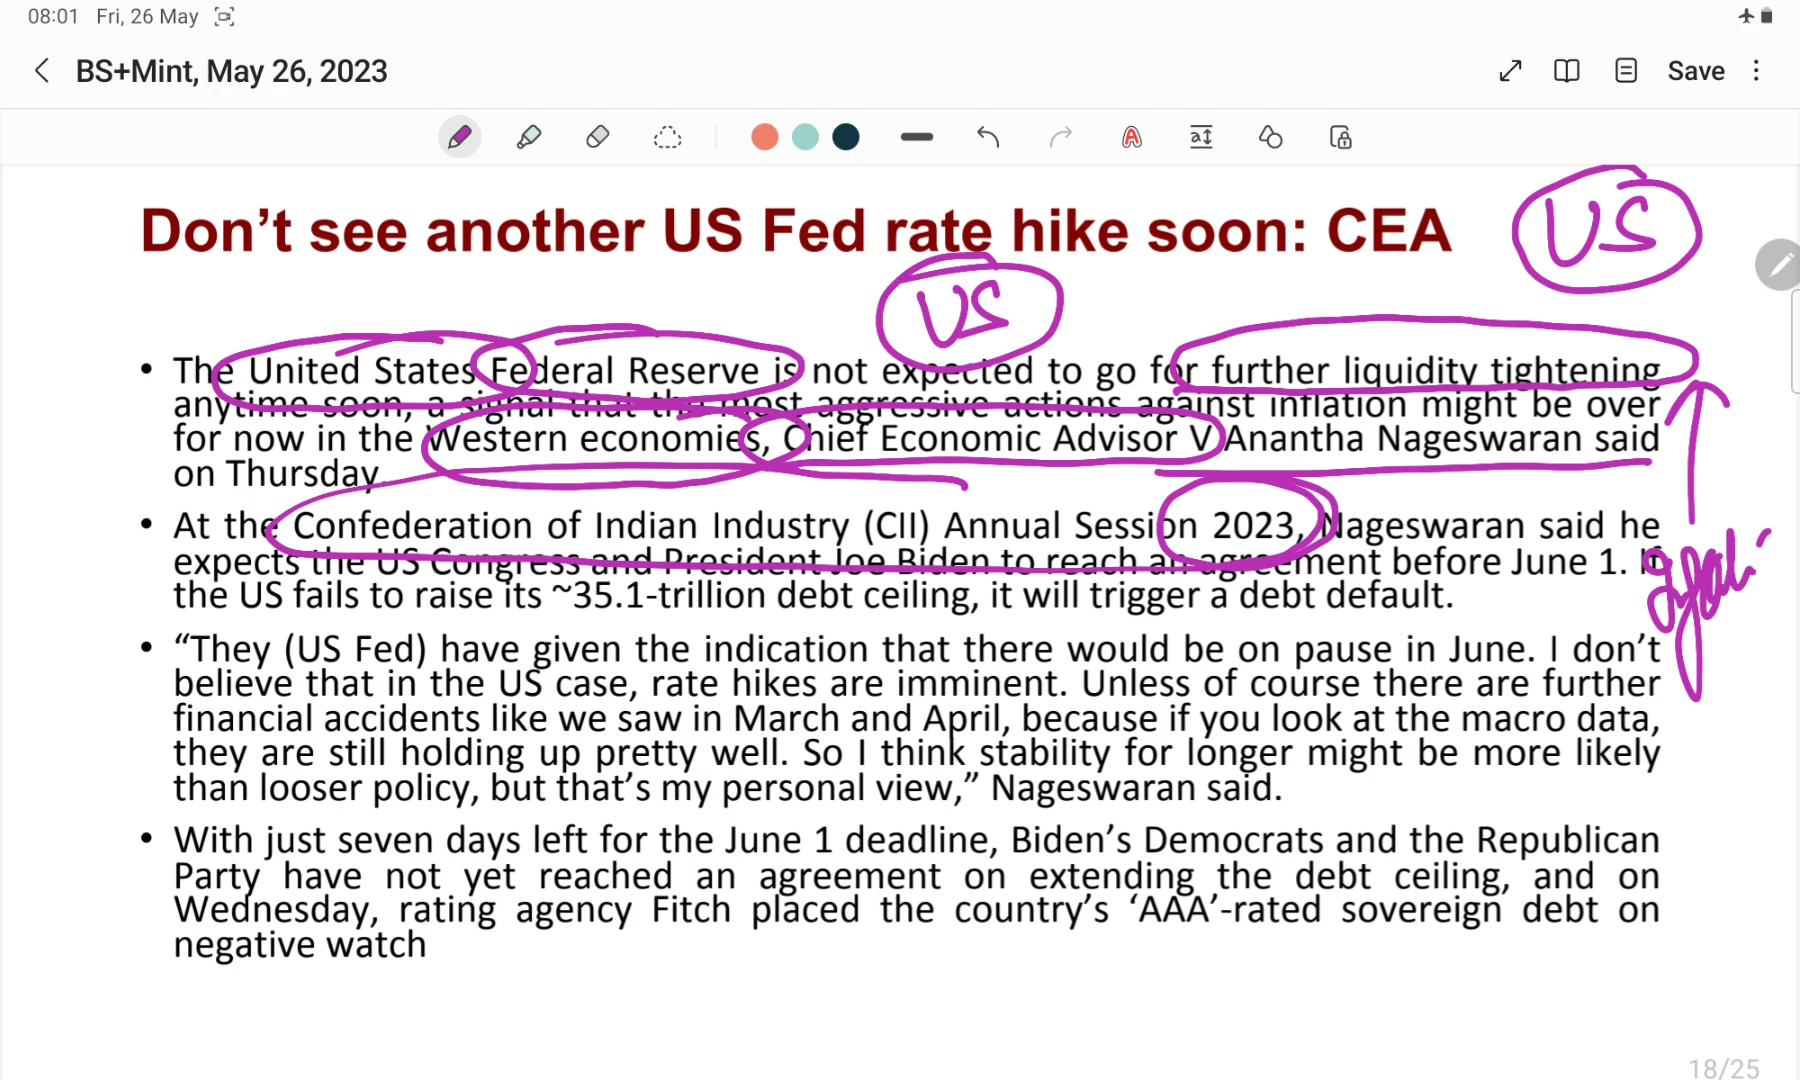 08:01 Fri, 26 May
BS+Mint, May 26, 2023
Save
Don’t see another US Fed rate hike soon: CEA
US
US
• The United States Federal Reserve is not expected to go for further liquidity tightening
anytime soon, a signal that the most aggressive actions against inflation might be over
for now in the Western economies, Chief Economic Advisor V Anantha Nageswaran said
on Thursday.
• At the Confederation of Indian Industry (CII) Annual Session 2023, Nageswaran said he
expects the US Congress and President Joe Biden to reach an agreement before June 1. If
the US fails to raise its ~35.1-trillion debt ceiling, it will trigger a debt default.
• “They (US Fed) have given the indication that there would be on pause in June. I don’t
believe that in the US case, rate hikes are imminent. Unless of course there are further
financial accidents like we saw in March and April, because if you look at the macro data,
they are still holding up pretty well. So I think stability for longer might be more likely
than looser policy, but that’s my personal view,” Nageswaran said.
• With just seven days left for the June 1 deadline, Biden’s Democrats and the Republican
Party have not yet reached an agreement on extending the debt ceiling, and on
Wednesday, rating agency Fitch placed the country’s ‘AAA’-rated sovereign debt on
negative watch
18/25